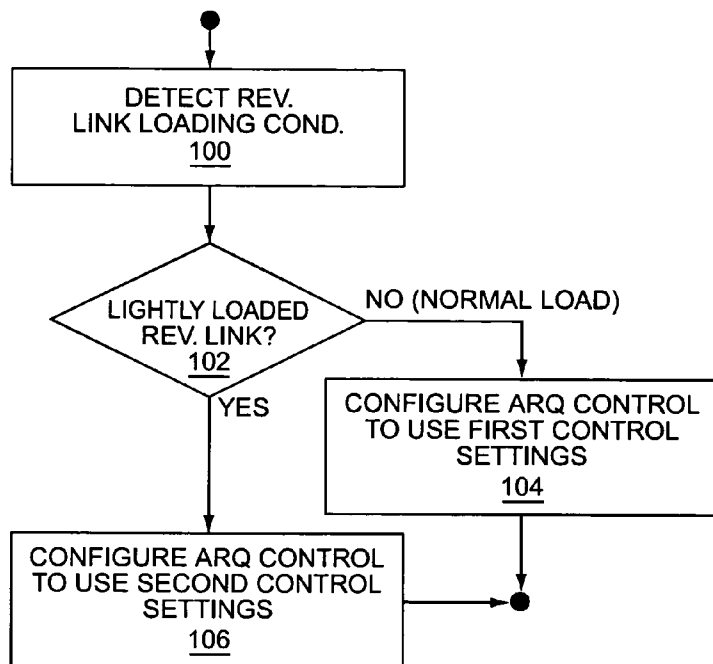 DETECT REV.
LINK LOADING COND.
100
LIGHTLY LOADED
REV. LINK?
102
NO (NORMAL LOAD)
YES
CONFIGURE ARQ CONTROL
TO USE FIRST CONTROL
SETTINGS
104
CONFIGURE ARQ CONTROL
TO USE SECOND CONTROL
SETTINGS
106